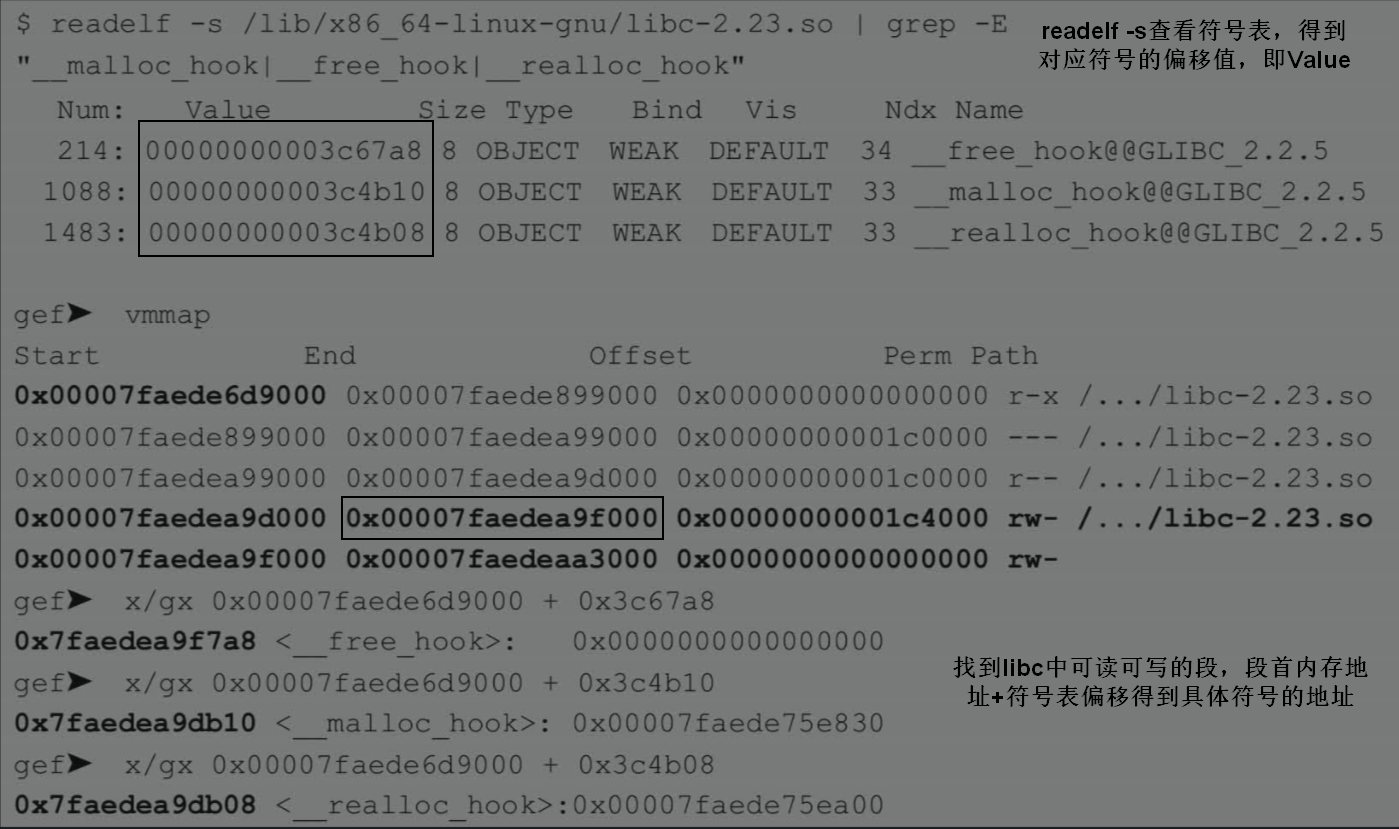 $ readelf -s /lib/x86_64-linux-gnu/libc-2.23.so | grep -E
"__malloc_hook|__free_hook|__realloc_hook"
readelf -s查看符号表，得到
对应符号的偏移值，即Value
Num: Value Size Type Bind Vis Ndx Name
214: 00000000003c67a8 8 OBJECT WEAK DEFAULT 34 __free_hook@@GLIBC_2.2.5
1088: 00000000003c4b10 8 OBJECT WEAK DEFAULT 33 __malloc_hook@@GLIBC_2.2.5
1483: 00000000003c4b08 8 OBJECT WEAK DEFAULT 33 __realloc_hook@@GLIBC_2.2.5
gef➤ vmmap
Start End Offset Perm Path
0x00007faede6d9000 0x00007faede899000 0x0000000000000000 r-x /.../libc-2.23.so
0x00007faede899000 0x00007faedea99000 0x00000000001c0000 --- /.../libc-2.23.so
0x00007faedea99000 0x00007faedea9d000 0x00000000001c0000 r-- /.../libc-2.23.so
0x00007faedea9d000 0x00007faedea9f000 0x00000000001c4000 rw- /.../libc-2.23.so
0x00007faedea9f000 0x00007faedeaa3000 0x0000000000000000 rw-
gef➤ x/gx 0x00007faede6d9000 + 0x3c67a8
0x7faedea9f7a8 <__free_hook>: 0x0000000000000000
gef➤ x/gx 0x00007faede6d9000 + 0x3c4b10
0x7faedea9db10 <__malloc_hook>: 0x00007faede75e830
gef➤ x/gx 0x00007faede6d9000 + 0x3c4b08
0x7faedea9db08 <__realloc_hook>:0x00007faede75ea00
找到libc中可读可写的段，段首内存地
址+符号表偏移得到具体符号的地址